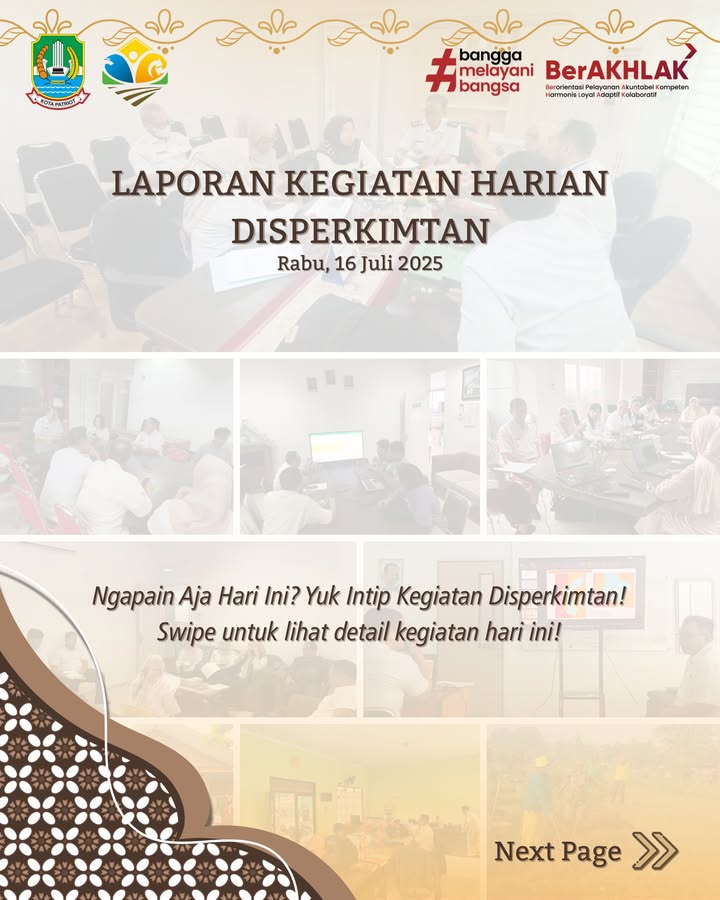 KOTA PATRIOT
#bangga
melayani
bangsa
BerAKHLAK
Berorientasi Pelayanan Akuntabel Kompeten
Harmonis Loyal Adaptif Kolaboratif
LAPORAN KEGIATAN HARIAN
DISPERKIMTAN
Rabu, 16 Juli 2025
Ngapain Aja Hari Ini? Yuk Intip Kegiatan Disperkimtan!
Swipe untuk lihat detail kegiatan hari ini!
Next Page